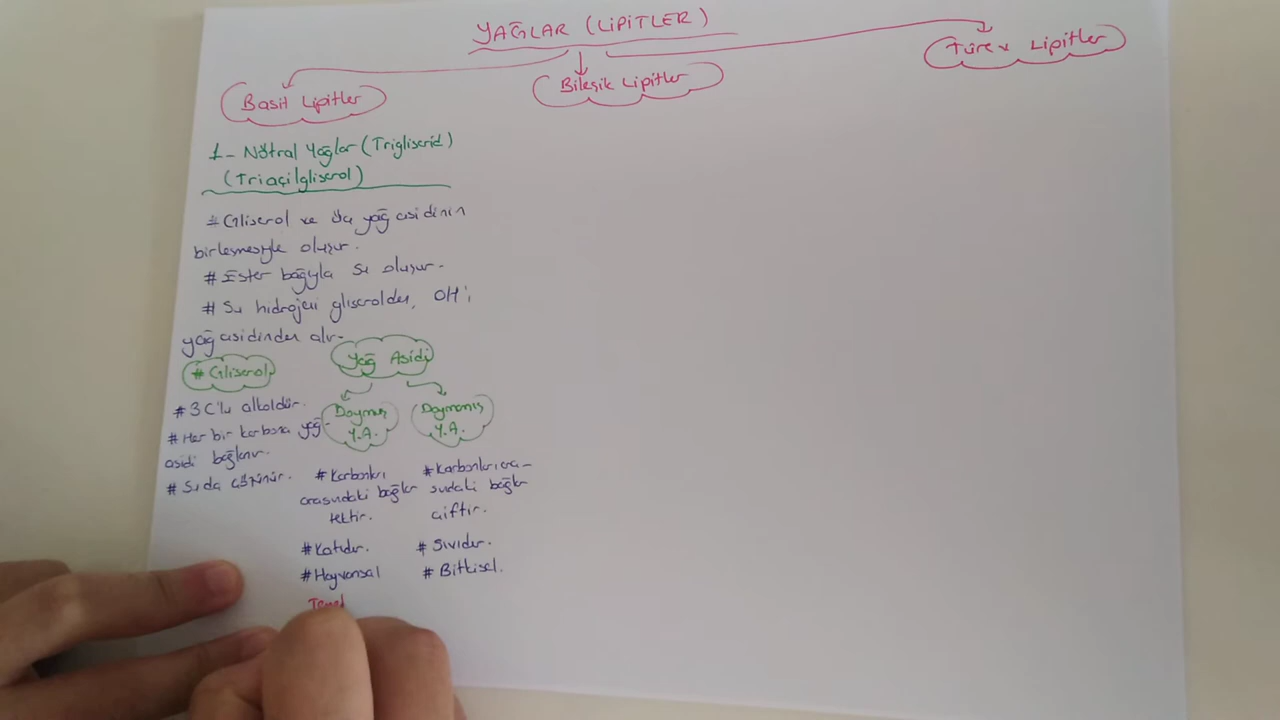 YAĞLAR (LİPİTLER)
Basit Lipitler
Bileşik Lipitler
Türev Lipitler
1- Nötral Yağlar (Trigliserid)
(Triaçilgliserol)
# Gliserol ve 3 yağ asidinin
birleşmesiyle oluşur.
# Ester bağıyla su oluşur.
# Su hidrojeni gliserolden, OH'ı
yağ asidinden alır.
# Gliserol
# 3 C'lu alkoldür.
# Her bir karbona yağ
asidi bağlanır.
# Suda çözünür.
Yağ Asidi
Doymuş
Y.A.
# Karbonları
arasındaki bağlar
tektir.
# Katıdır.
# Hayvansal
Doymamış
Y.A.
# Karbonları ara-
sındaki bağlar
çiftir.
# Sıvıdır.
# Bitkisel.
Temel